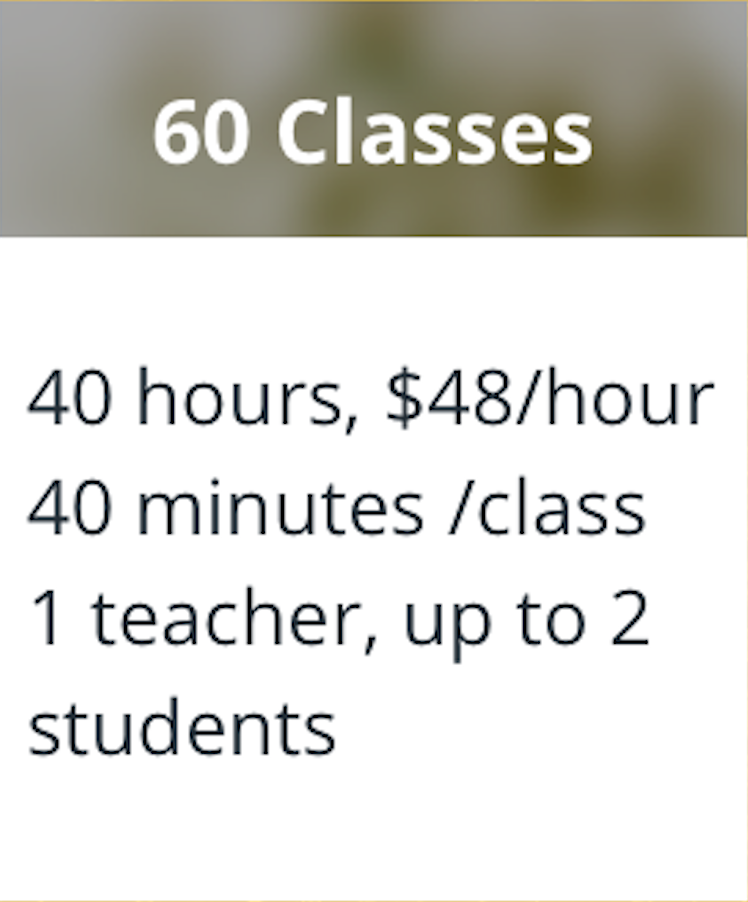 60 Classes
40 hours, $48/hour
40 minutes /class
1 teacher, up to 2
students